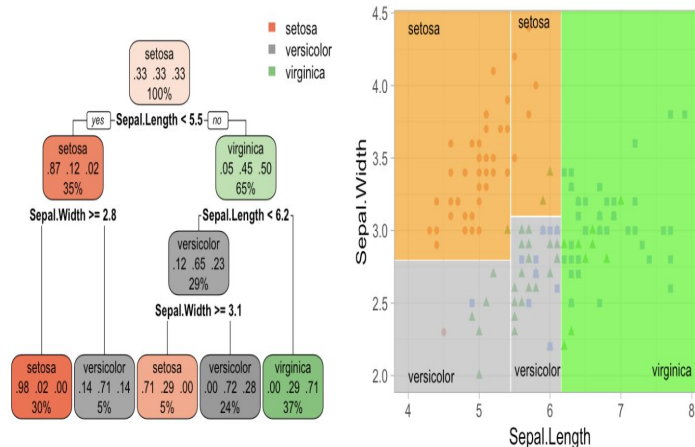 setosa
versicolor
virginica
setosa
.33 .33 .33
100%
yes Sepal.Length < 5.5 no
setosa
.87 .12 .02
35%
virginica
.05 .45 .50
65%
Sepal.Width >= 2.8
Sepal.Length < 6.2
versicolor
.12 .65 .23
29%
Sepal.Width >= 3.1
setosa
.98 .02 .00
30%
versicolor
.14 .71 .14
5%
setosa
.71 .29 .00
5%
versicolor
.00 .72 .28
24%
virginica
.00 .29 .71
37%
Sepal.Width
4.5
4.0
3.5
3.0
2.5
2.0
setosa
setosa
versicolor
versicolor
virginica
4 5 6 7 8
Sepal.Length